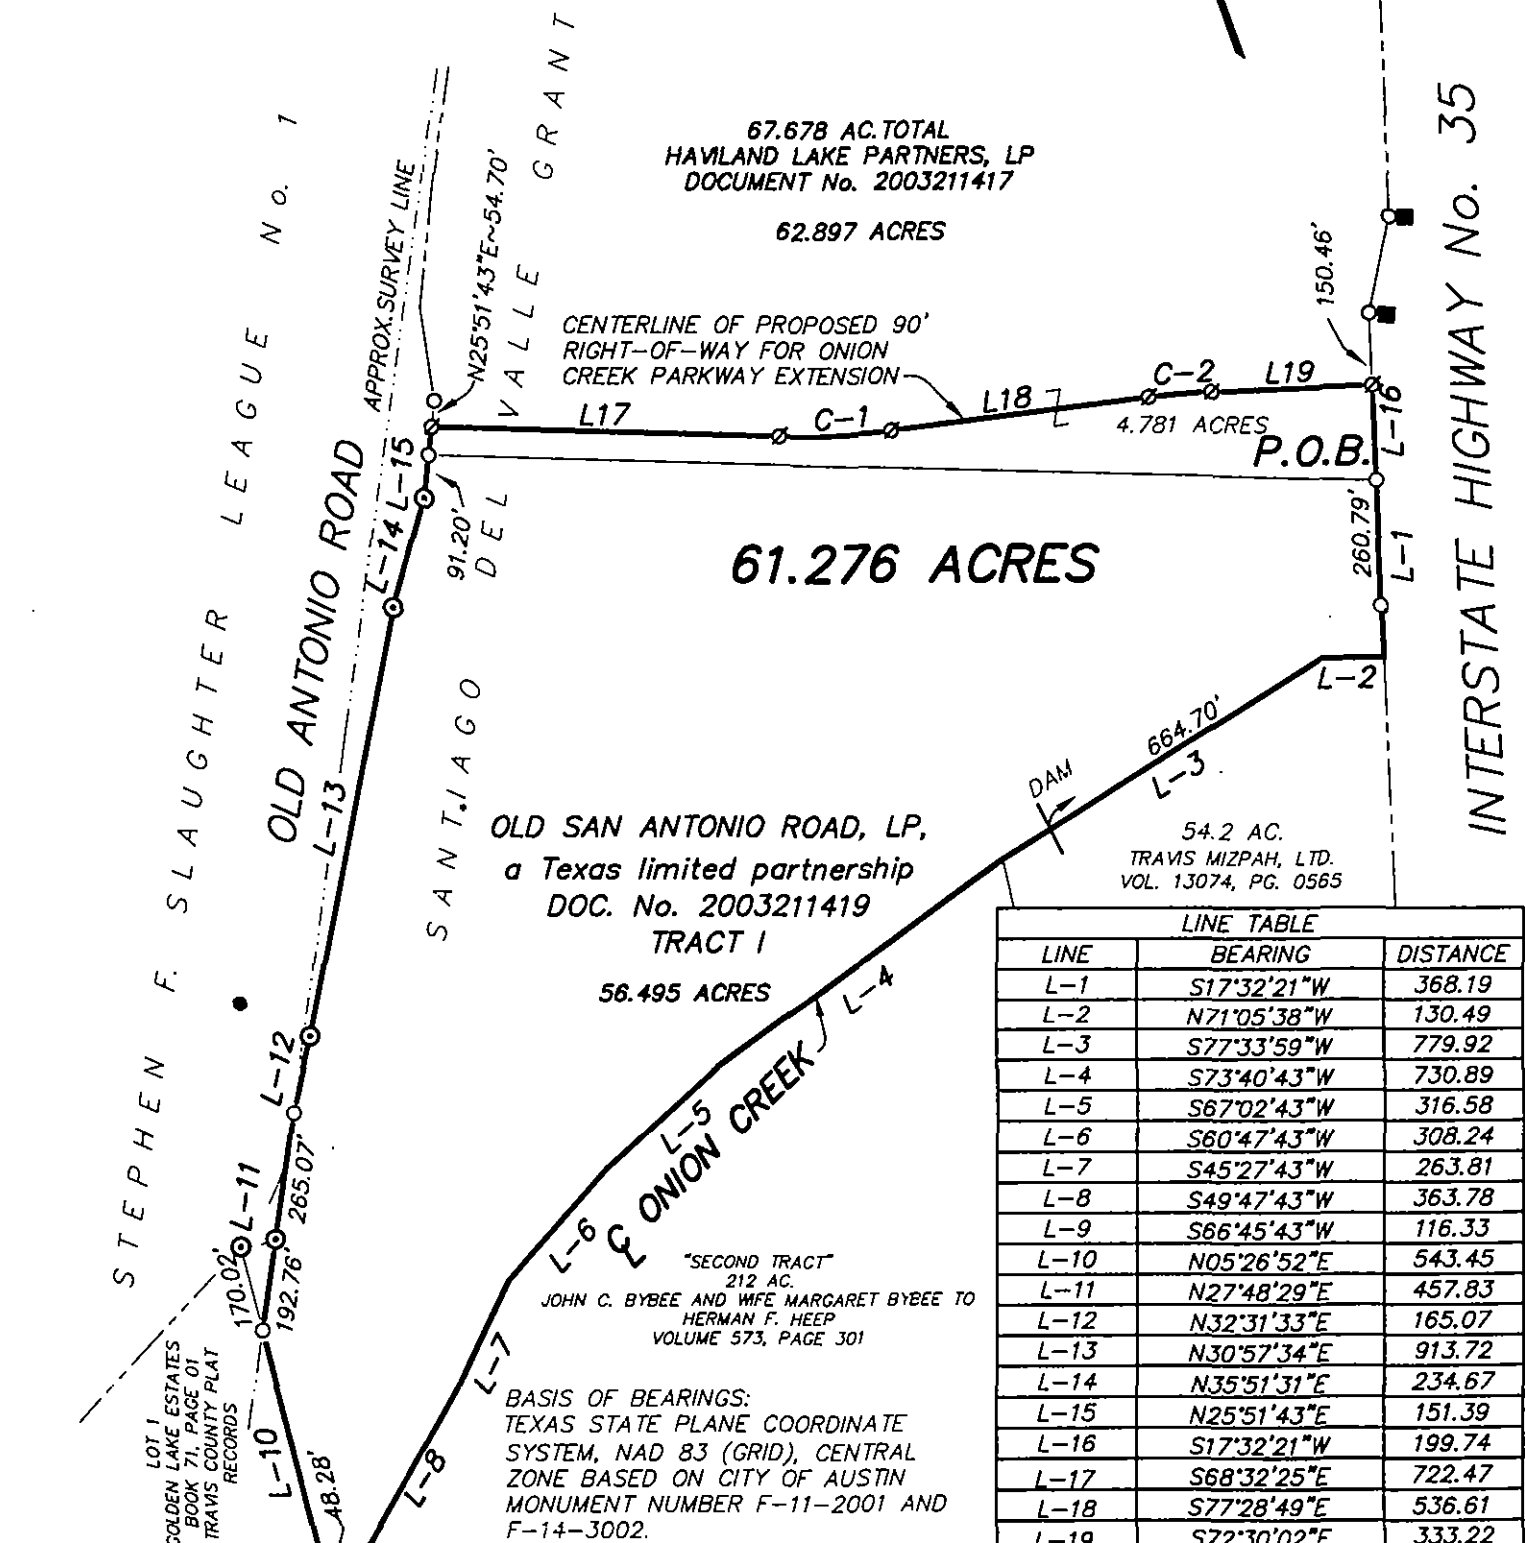 67.678 AC. TOTAL
HAVILAND LAKE PARTNERS, LP
DOCUMENT No. 2003211417
62.897 ACRES
INTERSTATE HIGHWAY No. 35
STEPHEN F. SLAUGHTER LEAGUE No. 1
APPROX. SURVEY LINE
N25°51'43"E~54.70'
SANTIAGO DEL VALLE GRANT
150.46'
CENTERLINE OF PROPOSED 90'
RIGHT-OF-WAY FOR ONION
CREEK PARKWAY EXTENSION
L17
C-1
L18
C-2
L19
4.781 ACRES
P.O.B.
L-16
L-15
L-14
91.20'
OLD ANTONIO ROAD
61.276 ACRES
260.79'
L-1
L-2
664.70'
L-3
DAM
L-13
OLD SAN ANTONIO ROAD, LP,
a Texas limited partnership
DOC. No. 2003211419
TRACT I
56.495 ACRES
54.2 AC.
TRAVIS MIZPAH, LTD.
VOL. 13074, PG. 0565
L-4
L-12
L-5
℄ ONION CREEK
L-6
265.07'
L-11
170.02'
192.76'
"SECOND TRACT"
212 AC.
JOHN C. BYBEE AND WIFE MARGARET BYBEE TO
HERMAN F. HEEP
VOLUME 573, PAGE 301
L-7
LOT 1
GOLDEN LAKE ESTATES
BOOK 71, PAGE 01
TRAVIS COUNTY PLAT
RECORDS
L-10
48.28'
L-8
BASIS OF BEARINGS:
TEXAS STATE PLANE COORDINATE
SYSTEM, NAD 83 (GRID), CENTRAL
ZONE BASED ON CITY OF AUSTIN
MONUMENT NUMBER F-11-2001 AND
F-14-3002.
LINE TABLE
LINE BEARING DISTANCE
L-1 S17°32'21"W 368.19
L-2 N71°05'38"W 130.49
L-3 S77°33'59"W 779.92
L-4 S73°40'43"W 730.89
L-5 S67°02'43"W 316.58
L-6 S60°47'43"W 308.24
L-7 S45°27'43"W 263.81
L-8 S49°47'43"W 363.78
L-9 S66°45'43"W 116.33
L-10 N05°26'52"E 543.45
L-11 N27°48'29"E 457.83
L-12 N32°31'33"E 165.07
L-13 N30°57'34"E 913.72
L-14 N35°51'31"E 234.67
L-15 N25°51'43"E 151.39
L-16 S17°32'21"W 199.74
L-17 S68°32'25"E 722.47
L-18 S77°28'49"E 536.61
L-19 S72°30'02"E 333.22